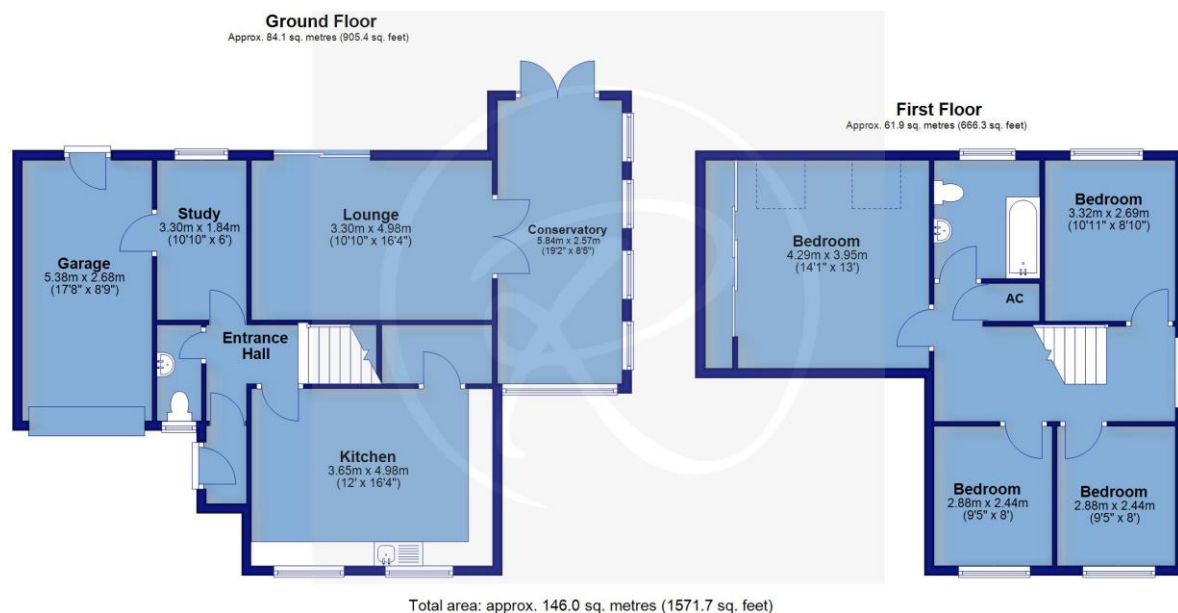 Ground Floor
Approx. 84.1 sq. metres (905.4 sq. feet)
First Floor
Approx. 61.9 sq. metres (666.3 sq. feet)
Study
3.30m x 1.84m
(10'10" x 6')
Lounge
3.30m x 4.98m
(10'10" x 16'4")
Conservatory
5.84m x 2.57m
(19'2" x 8'5")
Garage
5.38m x 2.68m
(17'8" x 8'9")
Entrance
Hall
Kitchen
3.65m x 4.98m
(12' x 16'4")
Bedroom
4.29m x 3.95m
(14'1" x 13')
Bedroom
3.32m x 2.69m
(10'11" x 8'10")
AC
Bedroom
2.88m x 2.44m
(9'5" x 8')
Bedroom
2.88m x 2.44m
(9'5" x 8')
Total area: approx. 146.0 sq. metres (1571.7 sq. feet)